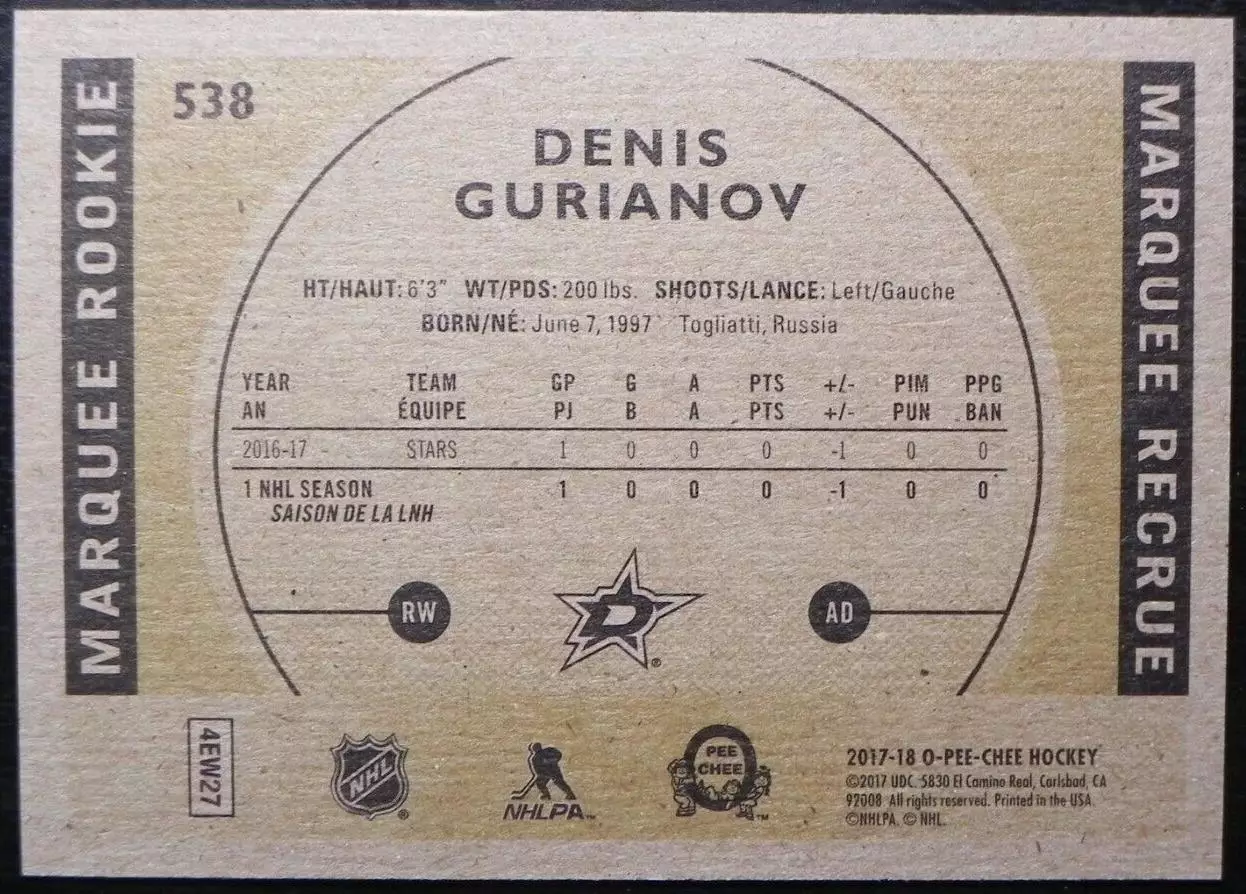 MARQUEE ROOKIE
538
DENIS
GURIANOV
HT/HAUT: 6'3" WT/PDS: 200 lbs. SHOOTS/LANCE: Left/Gauche
BORN/NÉ: June 7, 1997 Togliatti, Russia
YEAR TEAM GP G A PTS +/- PIM PPG
AN ÉQUIPE PJ B A PTS +/- PUN BAN
2016-17 STARS 1 0 0 0 -1 0 0
1 NHL SEASON 1 0 0 0 -1 0 0
SAISON DE LA LNH
RW D AD
MARQUEE RECRUE
4EW27
NHL
NHLPA™
PEE
CHEE
2017-18 O-PEE-CHEE HOCKEY
©2017 UDC. 5830 El Camino Real, Carlsbad, CA
92008 All rights reserved. Printed in the USA.
©NHLPA. © NHL.